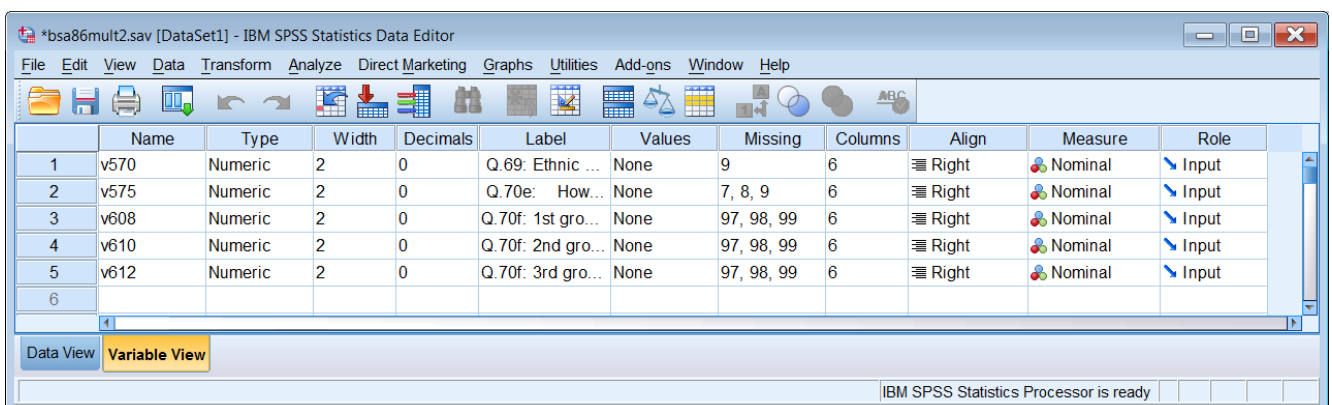 *bsa86mult2.sav [DataSet1] - IBM SPSS Statistics Data Editor
File Edit View Data Transform Analyze Direct Marketing Graphs Utilities Add-ons Window Help
A 1 4 ABC
Name Type Width Decimals Label Values Missing Columns Align Measure Role
1 v570 Numeric 2 0 Q.69: Ethnic ... None 9 6 Right Nominal Input
2 v575 Numeric 2 0 Q.70e: How... None 7, 8, 9 6 Right Nominal Input
3 v608 Numeric 2 0 Q.70f: 1st gro... None 97, 98, 99 6 Right Nominal Input
4 v610 Numeric 2 0 Q.70f: 2nd gro... None 97, 98, 99 6 Right Nominal Input
5 v612 Numeric 2 0 Q.70f: 3rd gro... None 97, 98, 99 6 Right Nominal Input
6
Data View Variable View
IBM SPSS Statistics Processor is ready